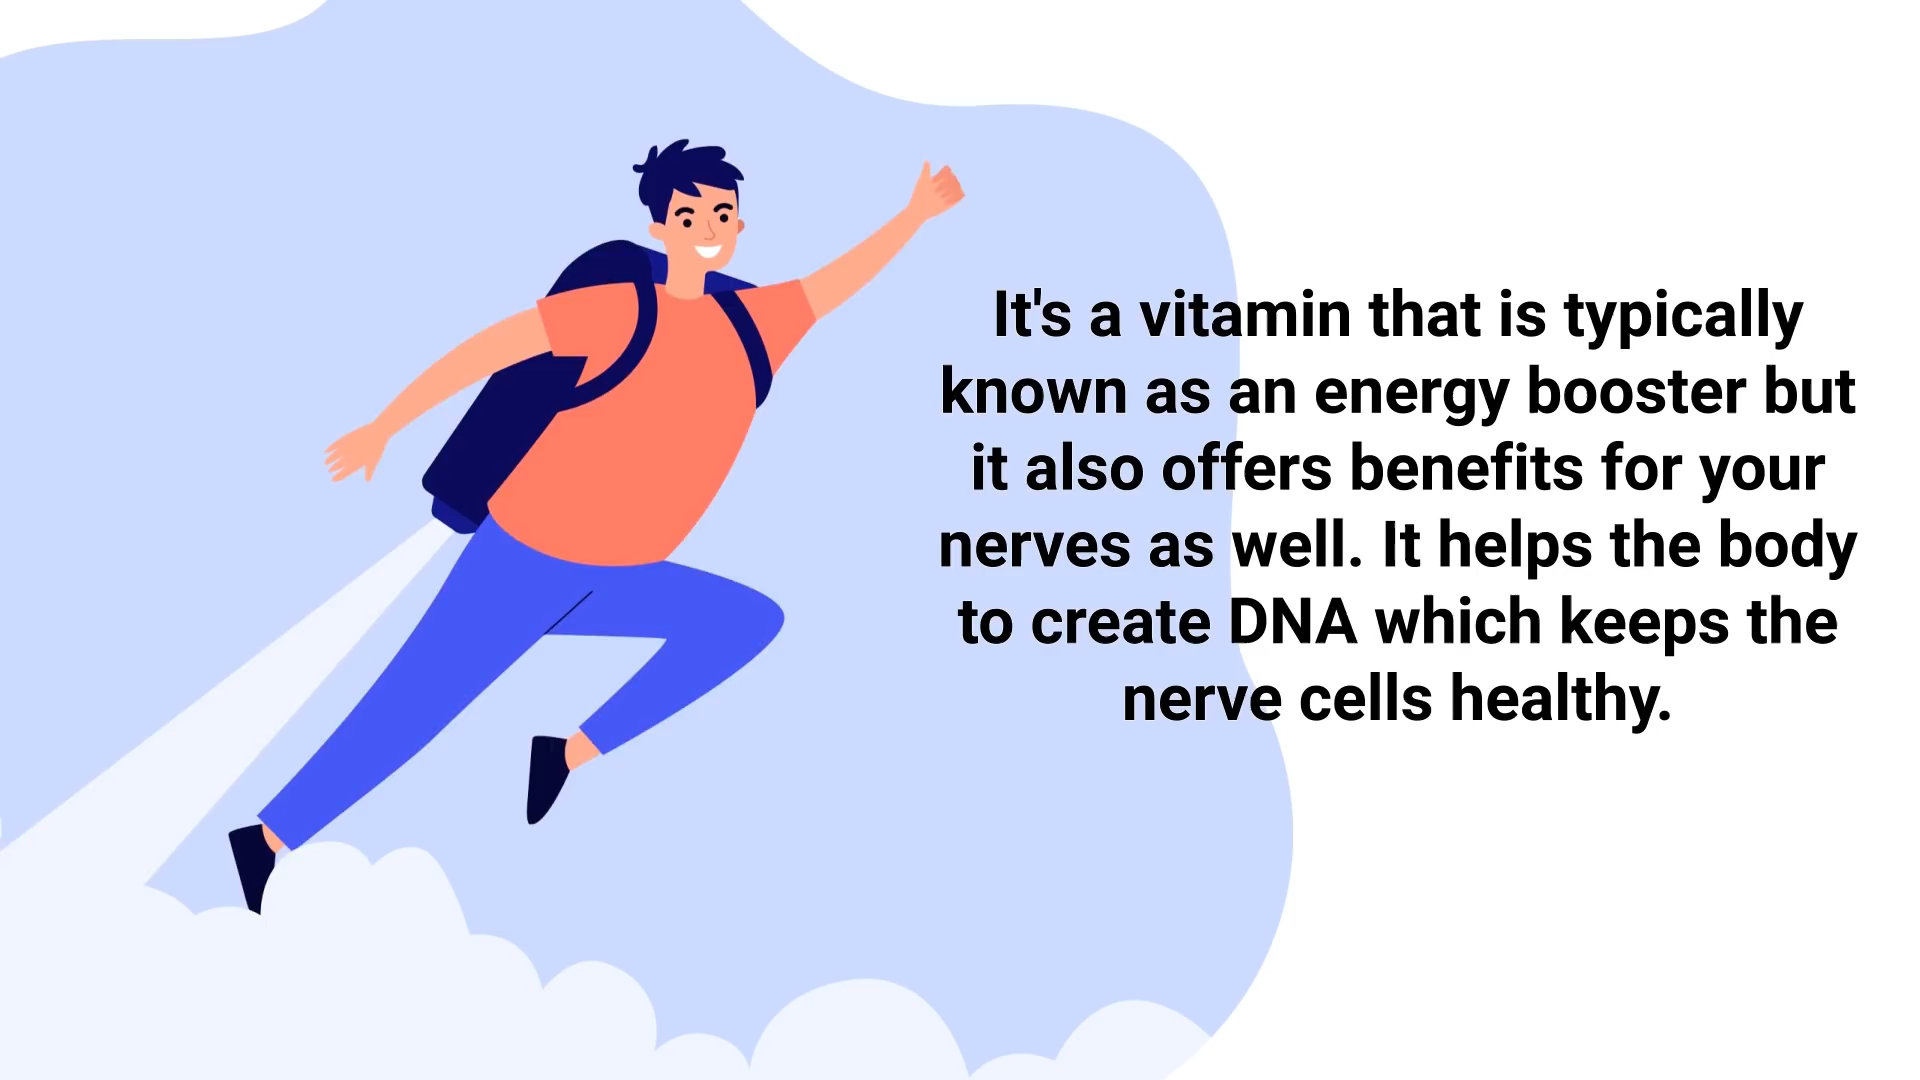 It's a vitamin that is typically
known as an energy booster but
it also offers benefits for your
nerves as well. It helps the body
to create DNA which keeps the
nerve cells healthy.